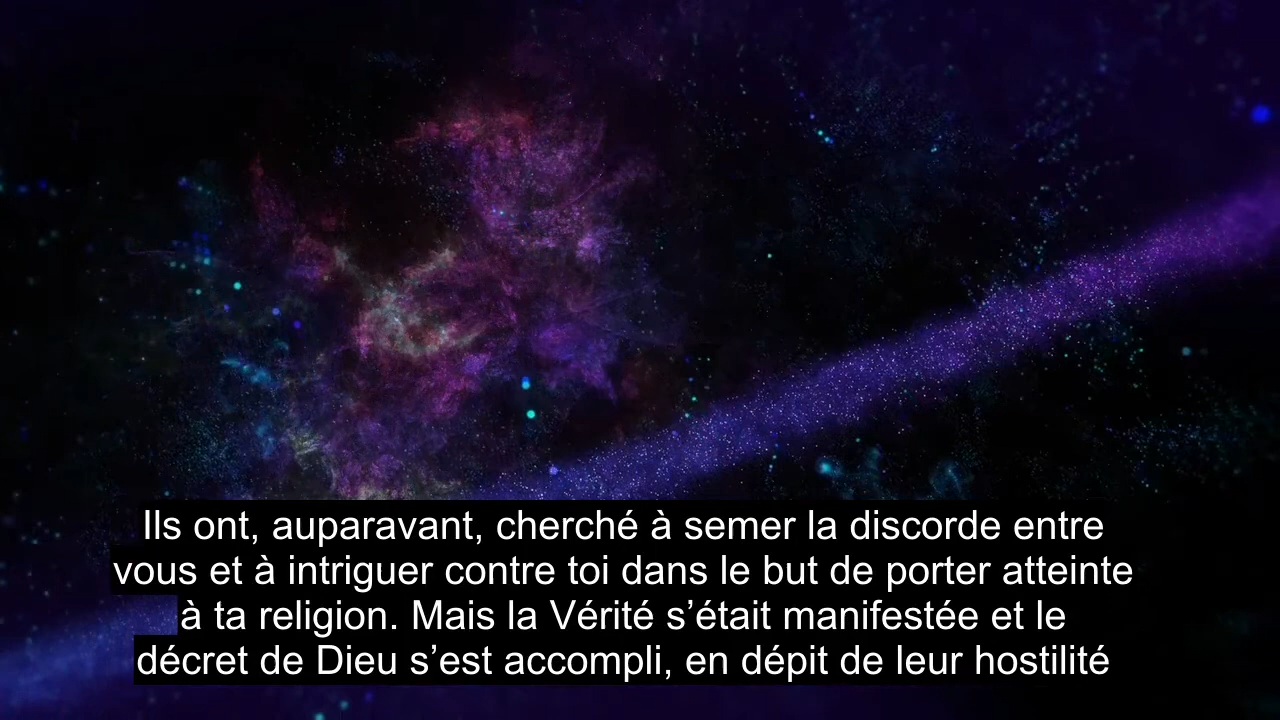 Ils ont, auparavant, cherché à semer la discorde entre
vous et à intriguer contre toi dans le but de porter atteinte
à ta religion. Mais la Vérité s’était manifestée et le
décret de Dieu s’est accompli, en dépit de leur hostilité